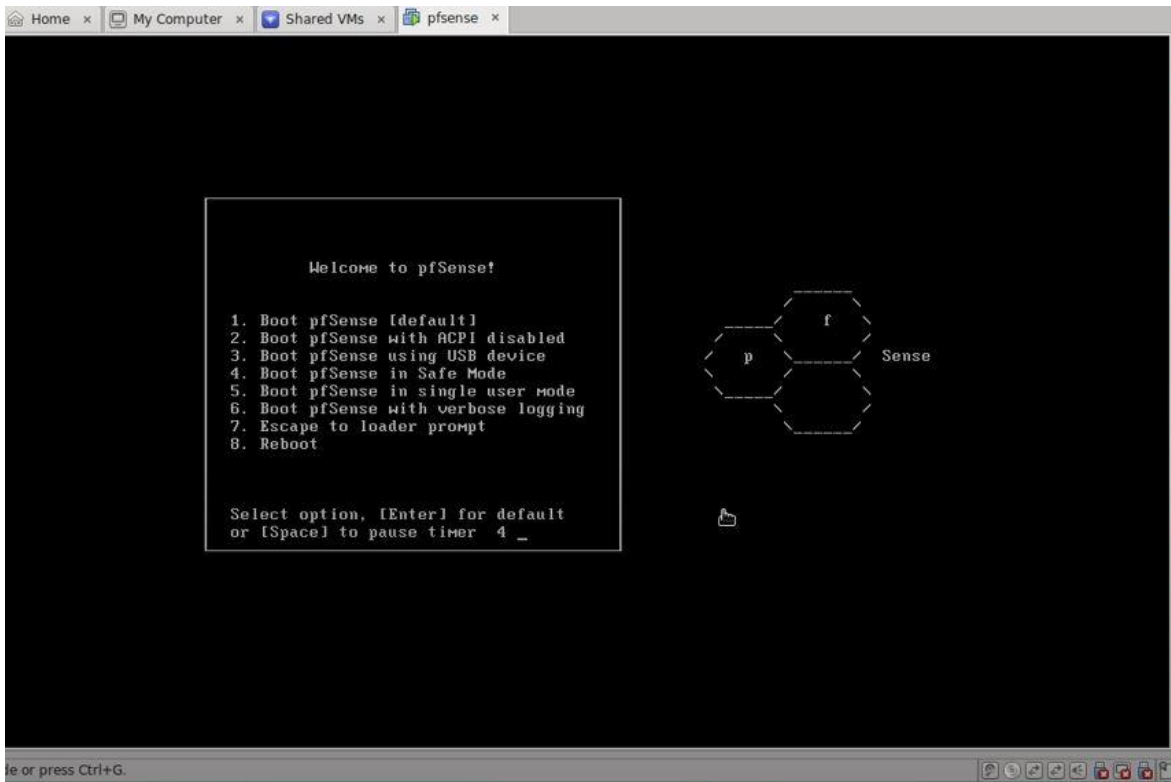 Home × My Computer × Shared VMs × pfsense ×
Welcome to pfSense!
1. Boot pfSense [default]
2. Boot pfSense with ACPI disabled
3. Boot pfSense using USB device
4. Boot pfSense in Safe Mode
5. Boot pfSense in single user mode
6. Boot pfSense with verbose logging
7. Escape to loader prompt
8. Reboot
Select option, [Enter] for default
or [Space] to pause timer 4 _
f
p Sense
de or press Ctrl+G.